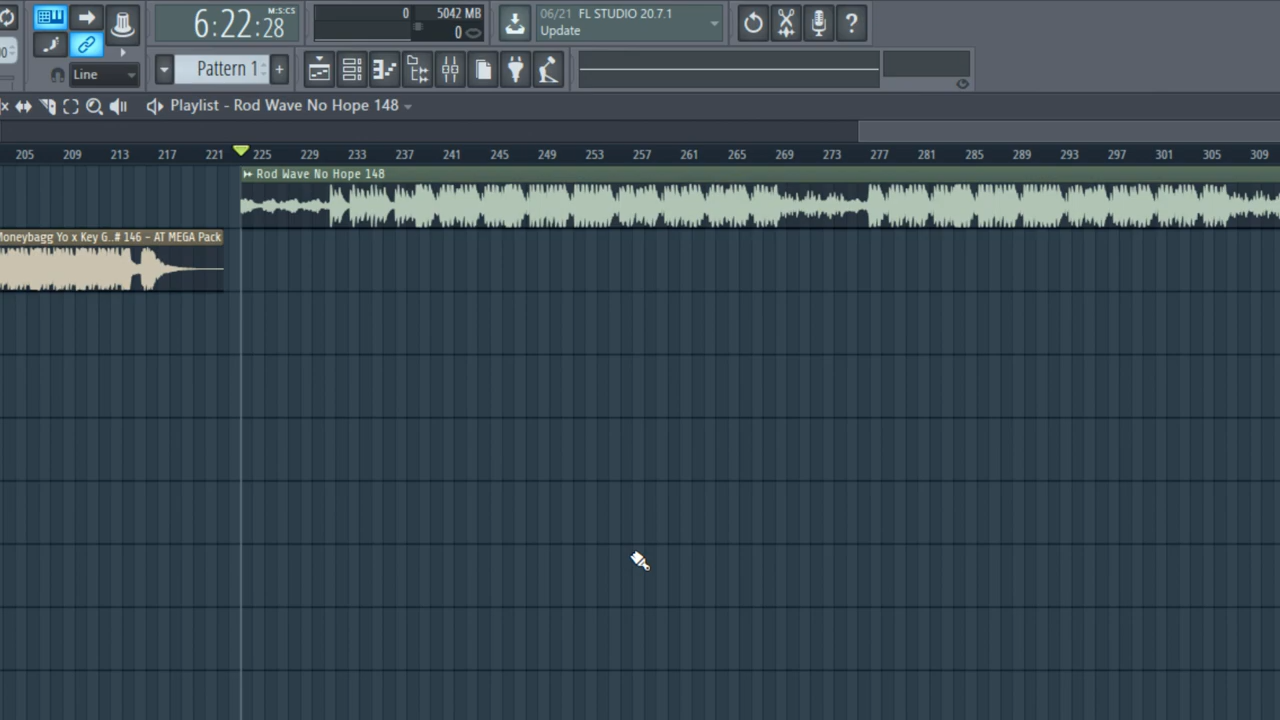 6:22:28 M:S:CS
0 5042 MB
0
06/21 FL STUDIO 20.7.1
Update
?
Line
Pattern 1 +
Playlist - Rod Wave No Hope 148
205 209 213 217 221 225 229 233 237 241 245 249 253 257 261 265 269 273 277 281 285 289 293 297 301 305 309
Rod Wave No Hope 148
Moneybagg Yo x Key G..# 146 - AT MEGA Pack